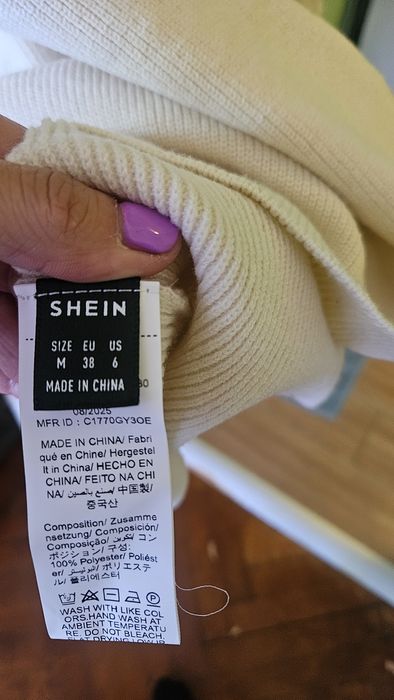 SHEIN
SIZE EU US
M 38 6
MADE IN CHINA
08/2025
MFR ID : C1770GY3OE
MADE IN CHINA/ Fabri
qué en Chine/ Hergestel
lt in China/ HECHO EN
CHINA/ FEITO NA CHI
NA/ صنع بالصين/ 中国製/
중국산
Composition/ Zusamme
nsetzung/ Composición/
Composição/ تكوين/ コン
ポジション/ 구성:
100% Polyester/ Poliést
er/ البوليستر/ ポリエステ
ル/ 폴리에스터
WASH WITH LIKE COL
ORS.HAND WASH AT
AMBIENT TEMPERATU
RE. DO NOT BLEACH.